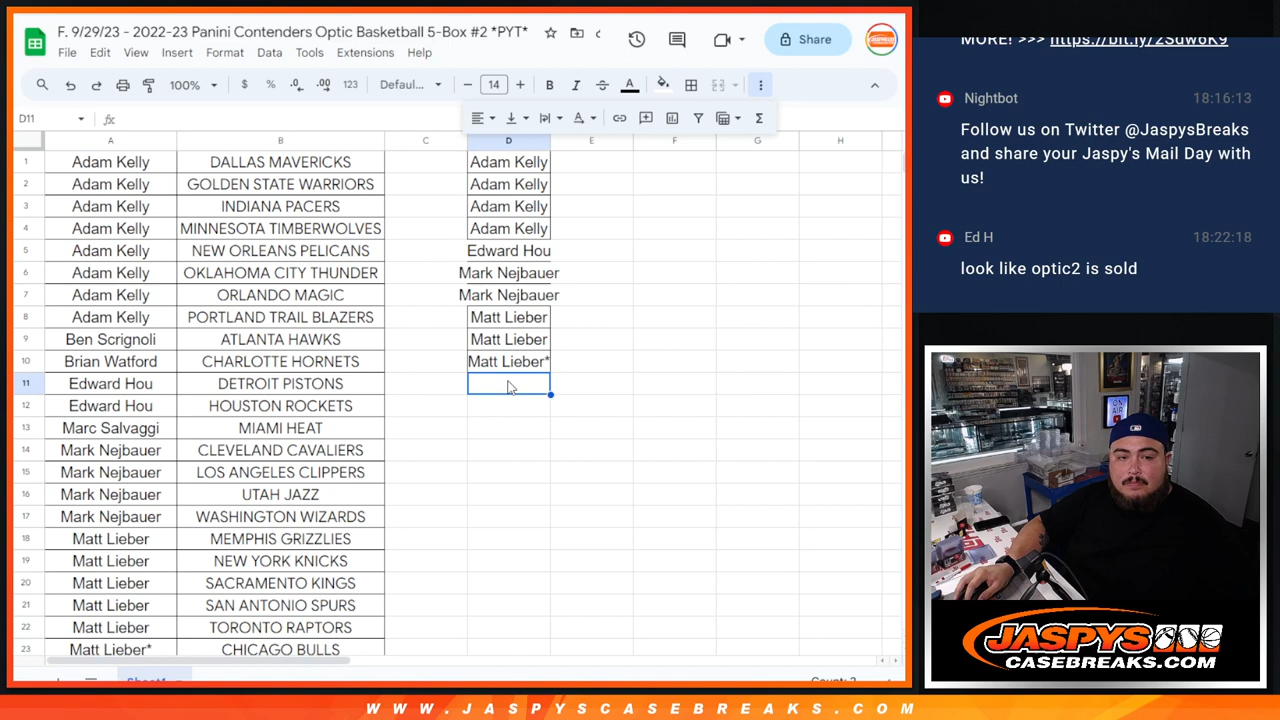 F. 9/29/23 - 2022-23 Panini Contenders Optic Basketball 5-Box #2 *PYT*
Share
File Edit View Insert Format Data Tools Extensions Help
100% $ % .0 .00 123 Defaul... 14 B I A
D11 fx
A B C D E F G H
1 Adam Kelly DALLAS MAVERICKS Adam Kelly
2 Adam Kelly GOLDEN STATE WARRIORS Adam Kelly
3 Adam Kelly INDIANA PACERS Adam Kelly
4 Adam Kelly MINNESOTA TIMBERWOLVES Adam Kelly
5 Adam Kelly NEW ORLEANS PELICANS Edward Hou
6 Adam Kelly OKLAHOMA CITY THUNDER Mark Nejbauer
7 Adam Kelly ORLANDO MAGIC Mark Nejbauer
8 Adam Kelly PORTLAND TRAIL BLAZERS Matt Lieber
9 Ben Scrignoli ATLANTA HAWKS Matt Lieber
10 Brian Watford CHARLOTTE HORNETS Matt Lieber*
11 Edward Hou DETROIT PISTONS
12 Edward Hou HOUSTON ROCKETS
13 Marc Salvaggi MIAMI HEAT
14 Mark Nejbauer CLEVELAND CAVALIERS
15 Mark Nejbauer LOS ANGELES CLIPPERS
16 Mark Nejbauer UTAH JAZZ
17 Mark Nejbauer WASHINGTON WIZARDS
18 Matt Lieber MEMPHIS GRIZZLIES
19 Matt Lieber NEW YORK KNICKS
20 Matt Lieber SACRAMENTO KINGS
21 Matt Lieber SAN ANTONIO SPURS
22 Matt Lieber TORONTO RAPTORS
23 Matt Lieber* CHICAGO BULLS
MORE! >>> https://bit.ly/2Sdw6K9
Nightbot 18:16:13
Follow us on Twitter @JaspysBreaks
and share your Jaspy's Mail Day with
us!
Ed H 18:22:18
look like optic2 is sold
ON AIR
JASPYS
CASEBREAKS.COM
WWW.JASPYSCASEBREAKS.COM